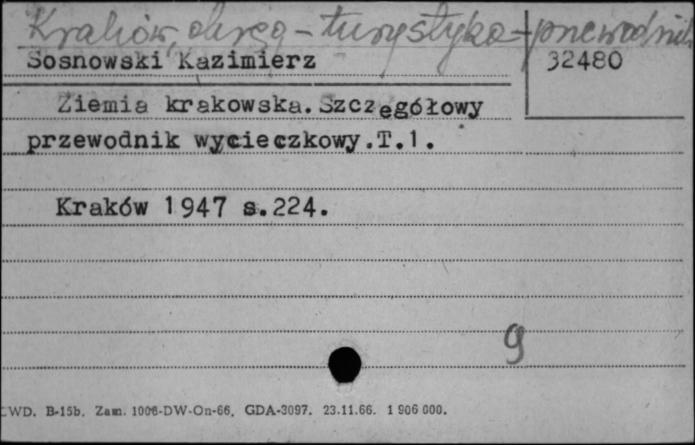 Kraków, okręg - turystyka - przewodnik
Sosnowski Kazimierz
32480
Ziemia krakowska. Szczegółowy
przewodnik wycieczkowy.T.1.
Kraków 1947 s.224.
9
WD. B-15b. Zam. 1006-DW-On-66. GDA-3097. 23.11.66. 1 906 000.